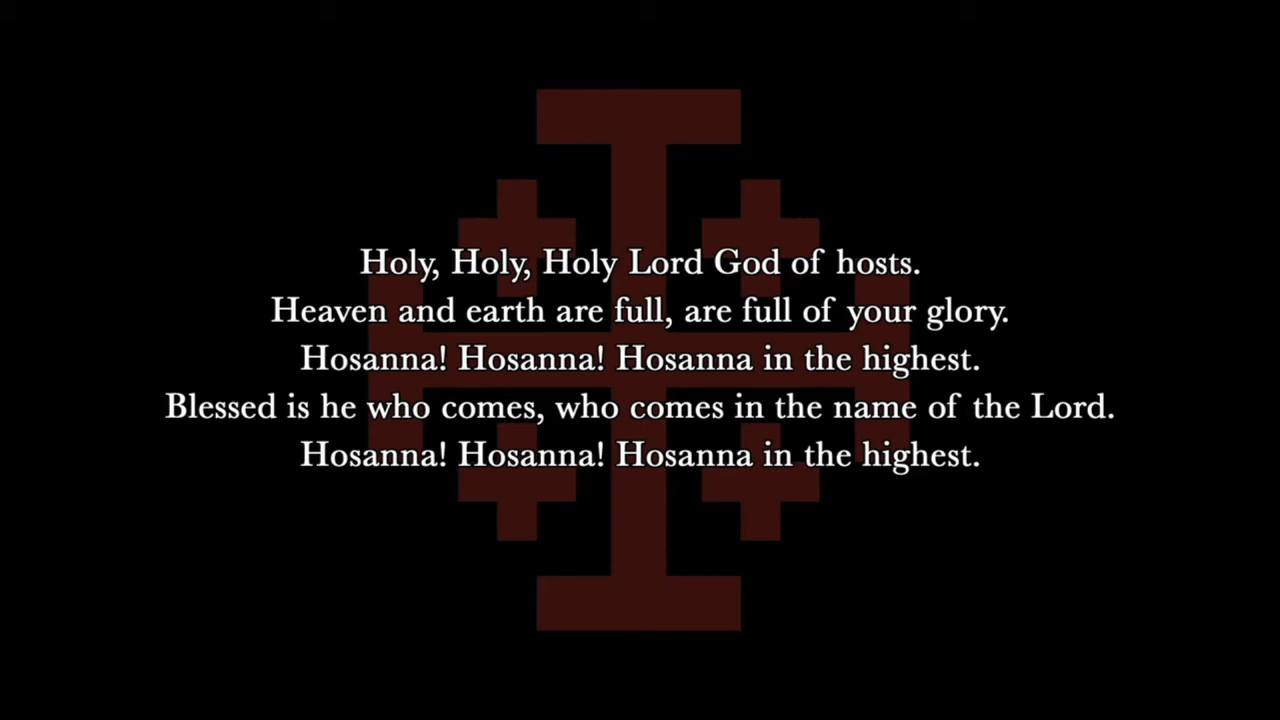 Holy, Holy, Holy Lord God of hosts.
Heaven and earth are full, are full of your glory.
Hosanna! Hosanna! Hosanna in the highest.
Blessed is he who comes, who comes in the name of the Lord.
Hosanna! Hosanna! Hosanna in the highest.